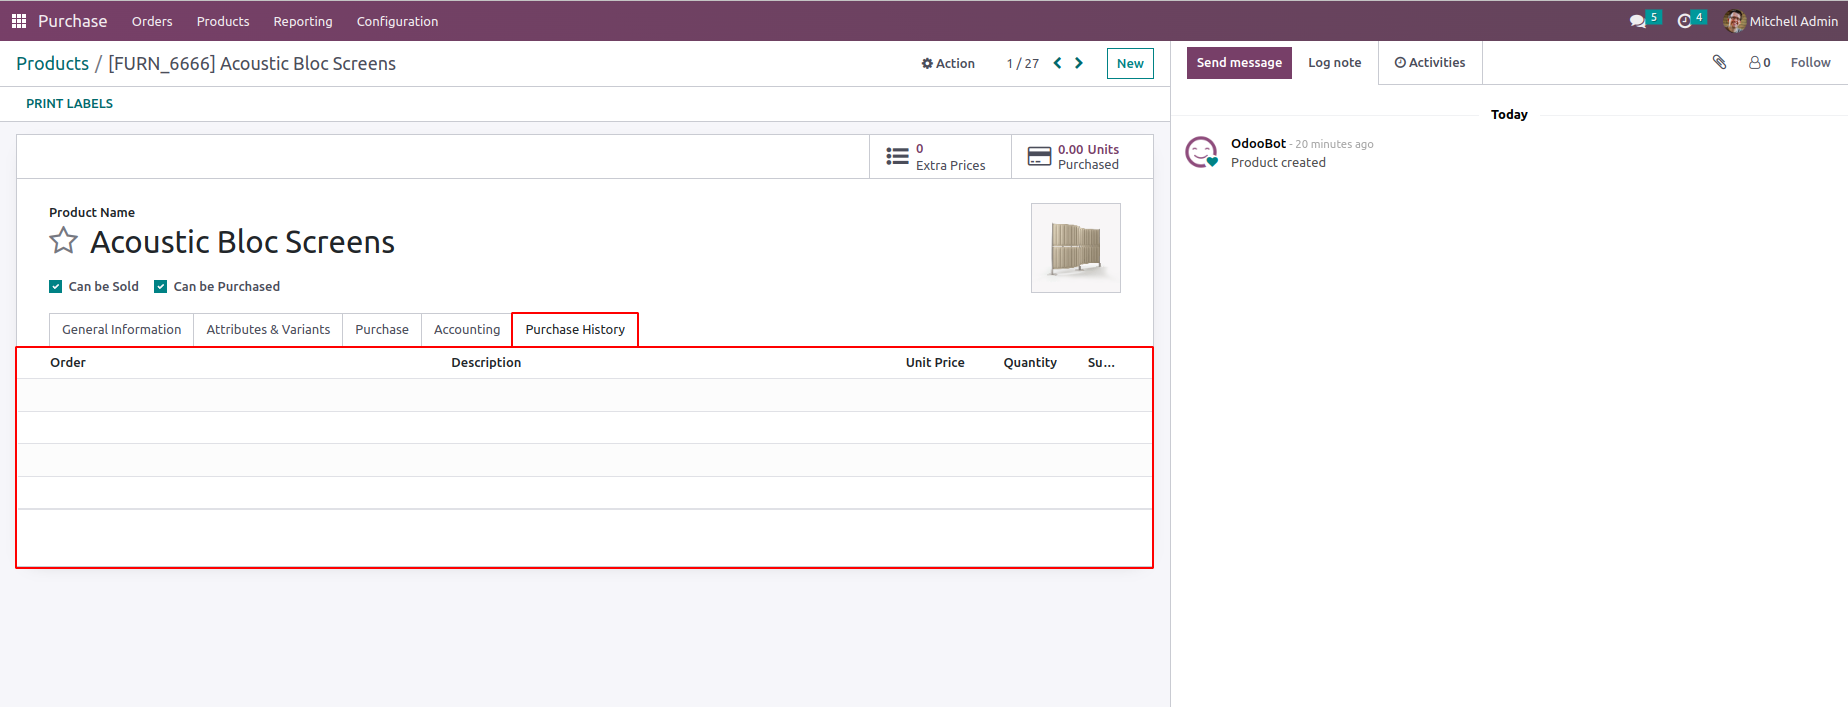 Purchase Orders Products Reporting Configuration 5 4 Mitchell Admin
Products / [FURN_6666] Acoustic Bloc Screens Action 1 / 27 New
PRINT LABELS
0
Extra Prices
0.00 Units
Purchased
Product Name
Acoustic Bloc Screens
Can be Sold Can be Purchased
General Information Attributes & Variants Purchase Accounting Purchase History
Order Description Unit Price Quantity Su...
Send message Log note Activities 0 Follow
Today
OdooBot - 20 minutes ago
Product created